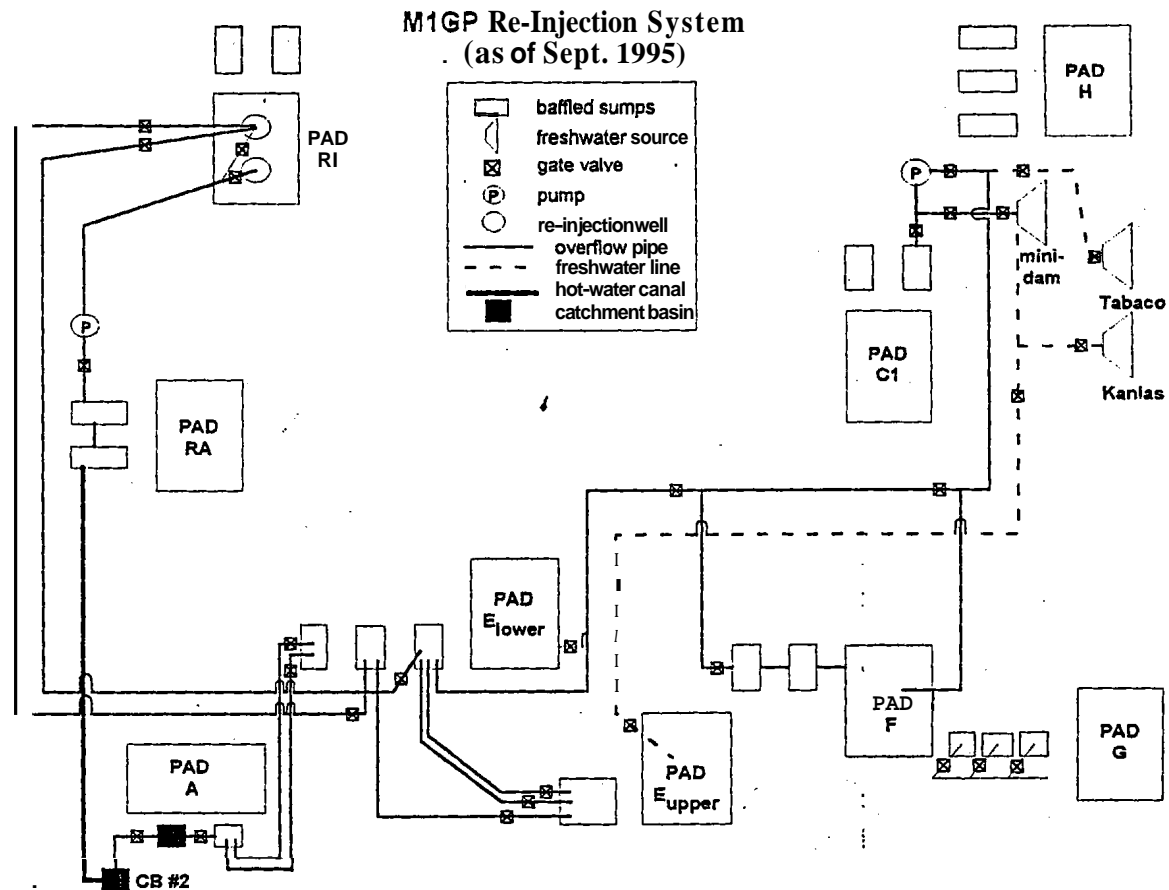 M1GP Re-Injection System
(as of Sept. 1995)
baffled sumps
freshwater source
gate valve
P
pump
re-injectionwell
overflow pipe
freshwater line
hot-water canal
catchment basin
PAD
RI
PAD
H
P
mini-
dam
Tabaco
PAD
C1
Kanlas
P
PAD
RA
PAD
Elower
PAD
F
PAD
G
PAD
Eupper
PAD
A
CB #2